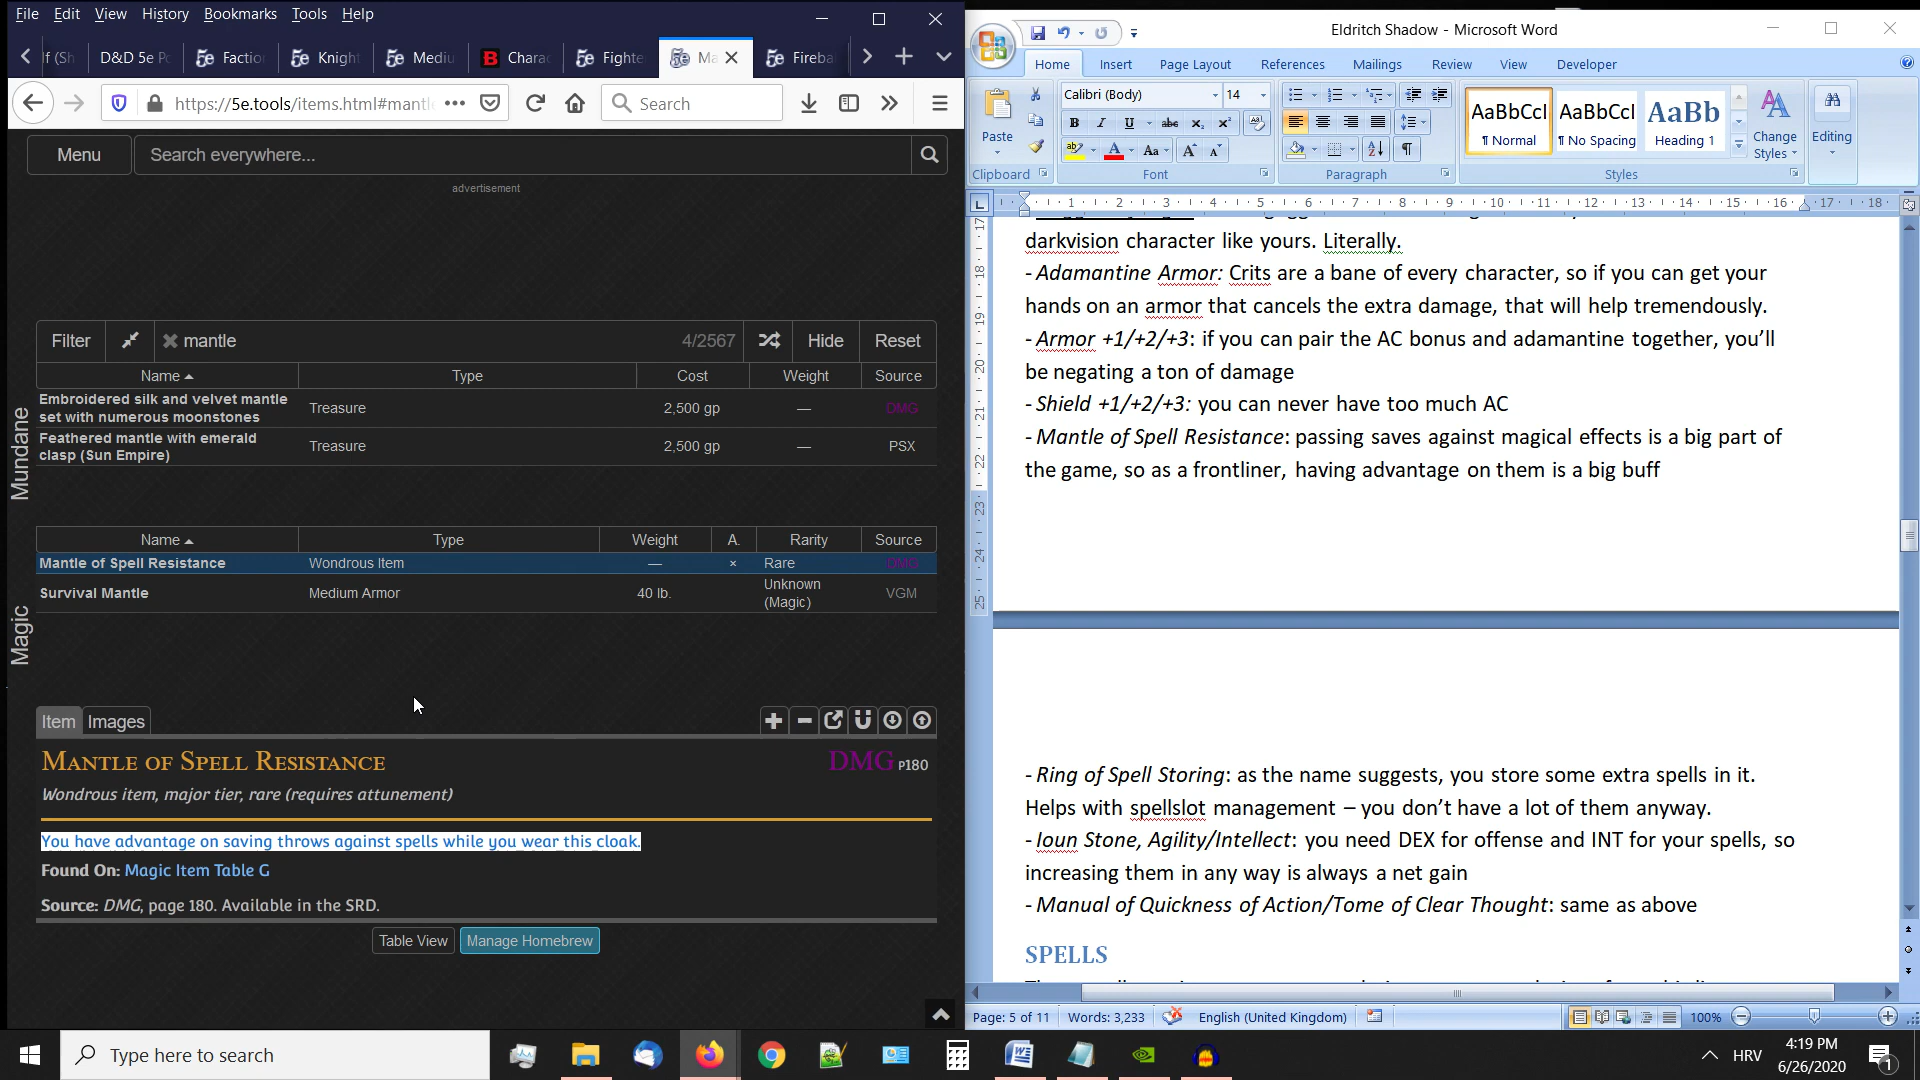 File Edit View History Bookmarks Tools Help
Eldritch Shadow - Microsoft Word
D&D 5e
Factio
Knigh
Mediu
Charac
Fighte
Ma
Fireba
https://5e.tools/items.html#mantl
Search
Home Insert Page Layout References Mailings Review View Developer
Calibri (Body) 14
Paste
Clipboard
Font
Paragraph
AaBbCcI AaBbCcI AaBb
¶ Normal ¶ No Spacing Heading 1
Change Styles
Styles
Editing
Menu
Search everywhere...
advertisement
Filter mantle 4/2567 Hide Reset
Mundane
Name Type Cost Weight Source
Embroidered silk and velvet mantle Treasure 2,500 gp — DMG
set with numerous moonstones
Feathered mantle with emerald Treasure 2,500 gp — PSX
clasp (Sun Empire)
Magic
Name Type Weight A. Rarity Source
Mantle of Spell Resistance Wondrous Item — × Rare DMG
Survival Mantle Medium Armor 40 lb. Unknown (Magic) VGM
Item Images
Mantle of Spell Resistance DMG P180
Wondrous item, major tier, rare (requires attunement)
You have advantage on saving throws against spells while you wear this cloak.
Found On: Magic Item Table G
Source: DMG, page 180. Available in the SRD.
Table View Manage Homebrew
darkvision character like yours. Literally.
- Adamantine Armor: Crits are a bane of every character, so if you can get your
hands on an armor that cancels the extra damage, that will help tremendously.
- Armor +1/+2/+3: if you can pair the AC bonus and adamantine together, you'll
be negating a ton of damage
- Shield +1/+2/+3: you can never have too much AC
- Mantle of Spell Resistance: passing saves against magical effects is a big part of
the game, so as a frontliner, having advantage on them is a big buff
- Ring of Spell Storing: as the name suggests, you store some extra spells in it.
Helps with spellslot management – you don't have a lot of them anyway.
- Ioun Stone, Agility/Intellect: you need DEX for offense and INT for your spells, so
increasing them in any way is always a net gain
- Manual of Quickness of Action/Tome of Clear Thought: same as above
SPELLS
Page: 5 of 11 Words: 3,233 English (United Kingdom) 100%
Type here to search
HRV
4:19 PM
6/26/2020
1